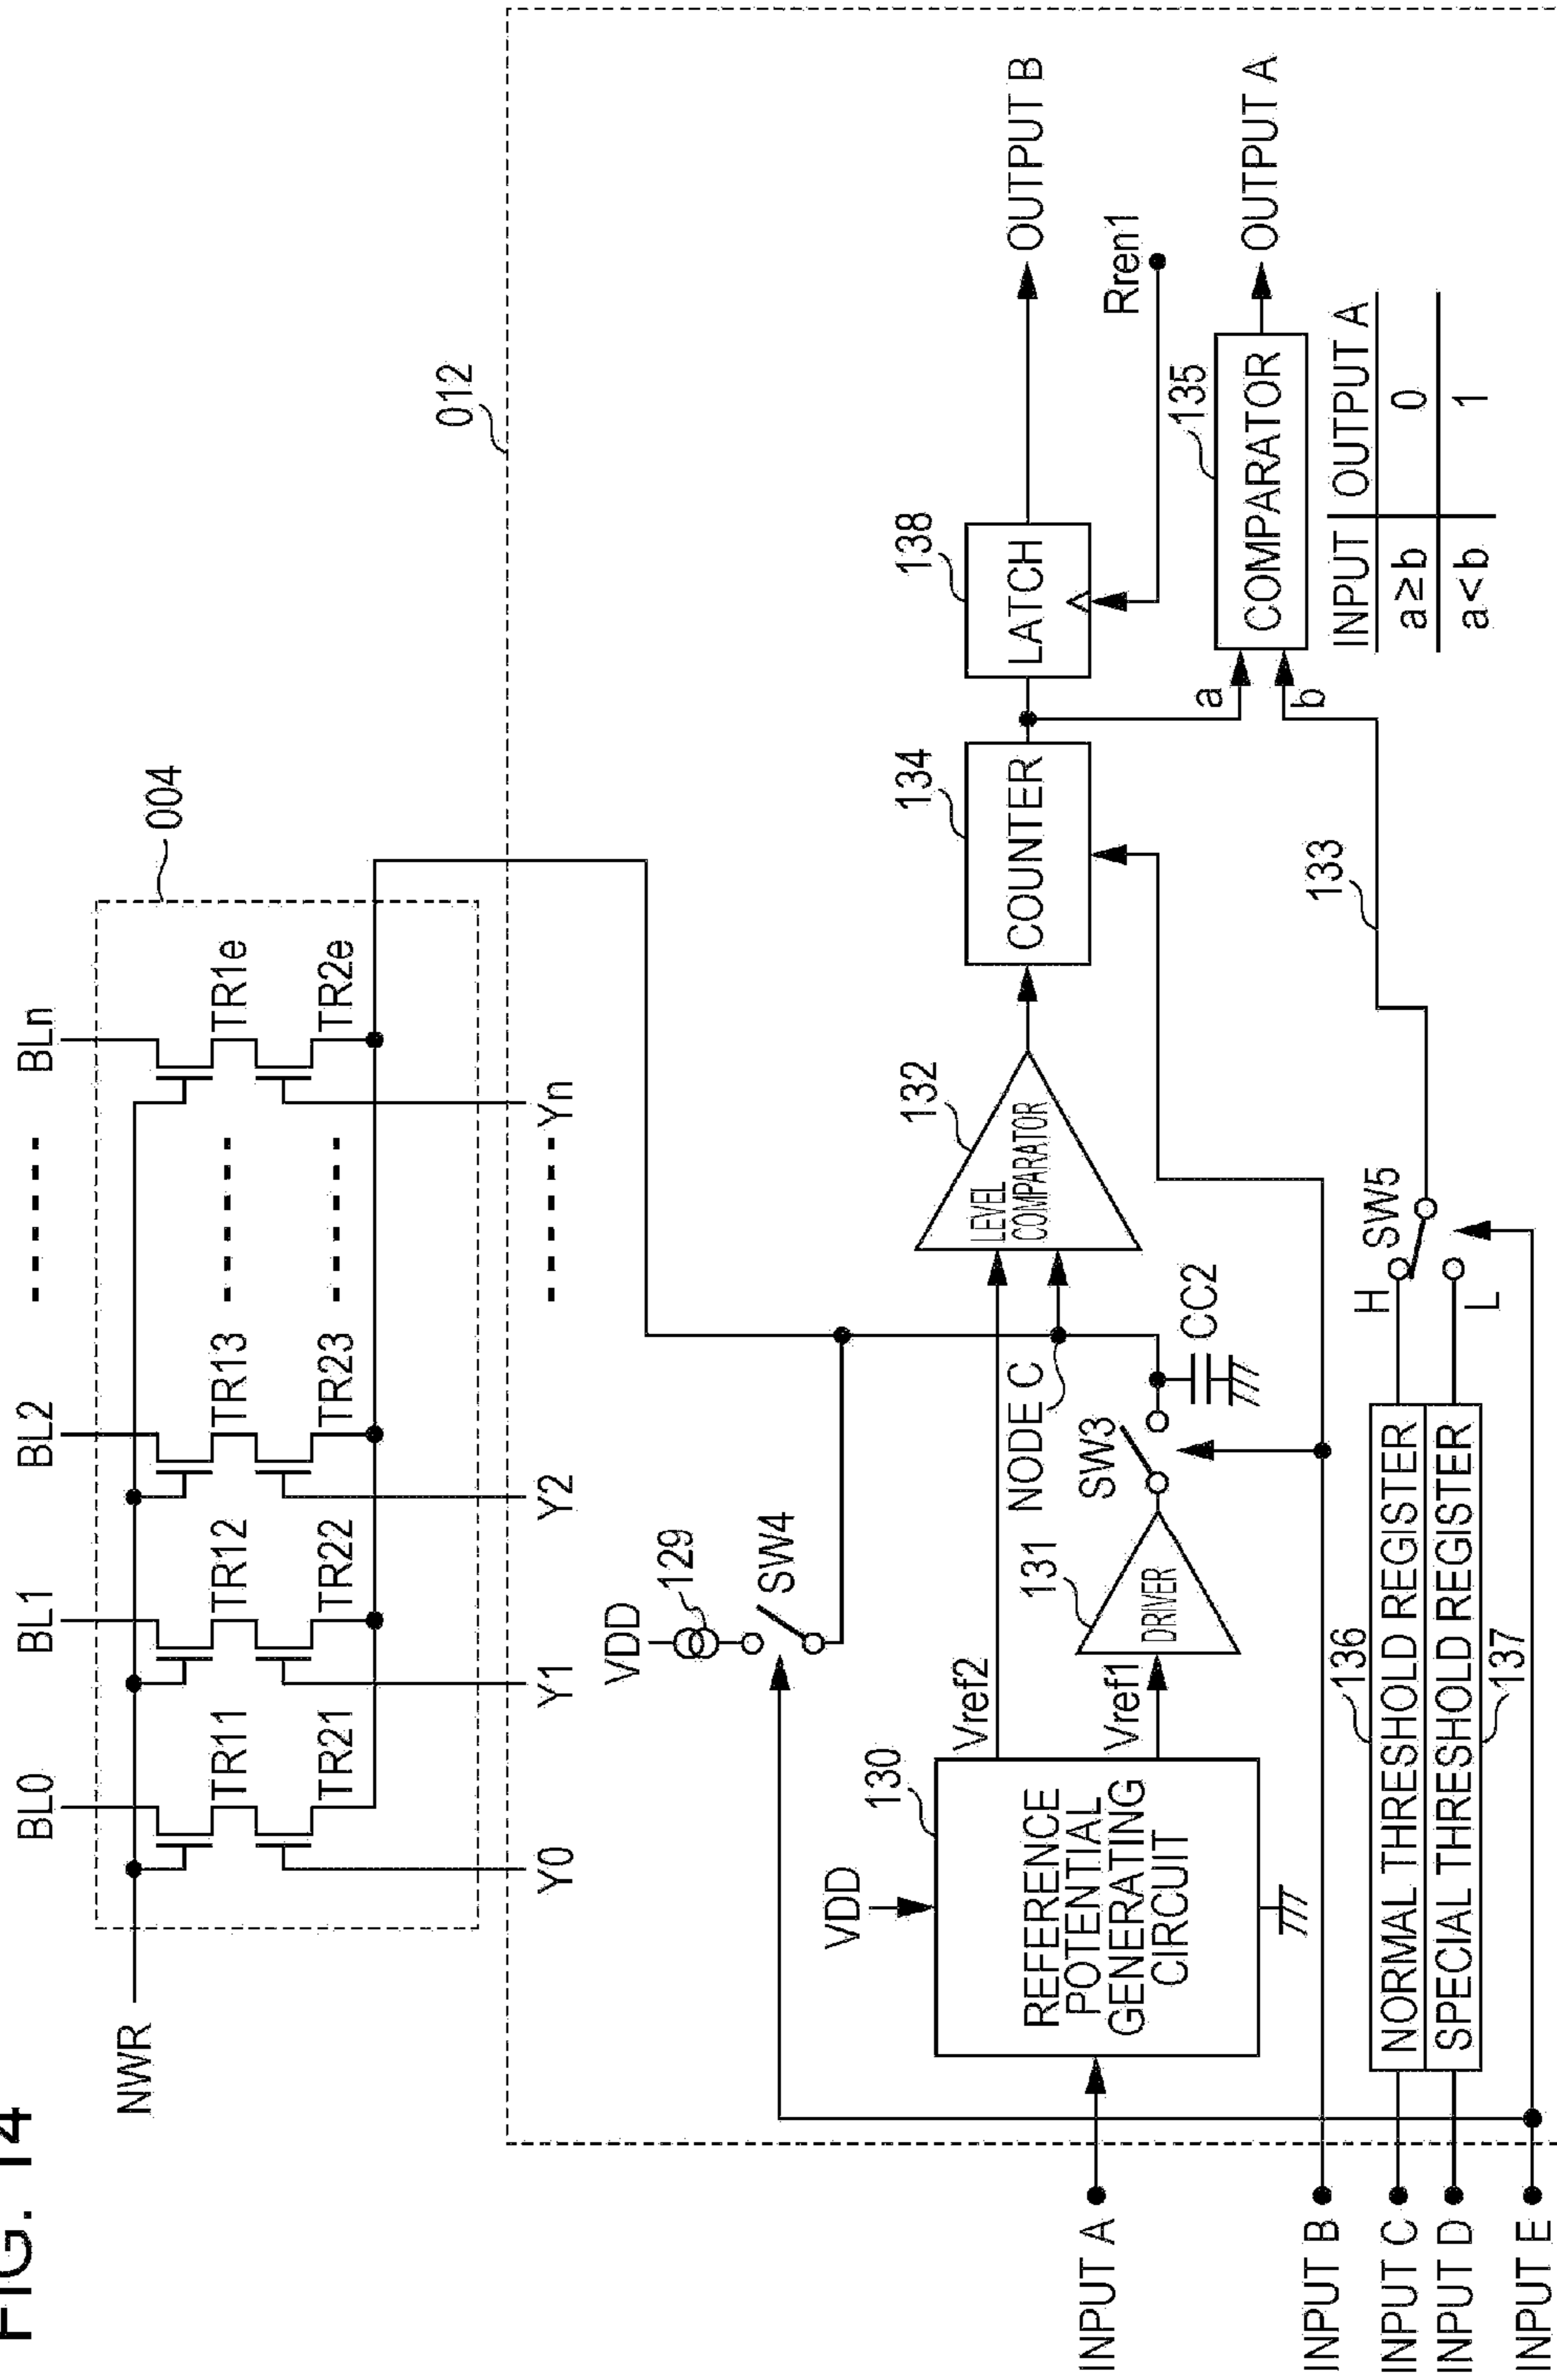 FIG. 14
BL0
BL1
BL2
BLn
004
NWR
TR11
TR12
TR13
TR1e
TR21
TR22
TR23
TR2e
Y0
Y1
Y2
Yn
012
VDD
129
SW4
VDD
130
REFERENCE
POTENTIAL
GENERATING
CIRCUIT
Vref2
Vref1
131
DRIVER
SW3
NODE C
CC2
132
LEVEL
COMPARATOR
134
COUNTER
138
LATCH
OUTPUT B
Rren1
a
b
135
COMPARATOR
OUTPUT A
INPUT OUTPUT A
a≥b 0
a<b 1
133
SW5
H
L
136
NORMAL THRESHOLD REGISTER
SPECIAL THRESHOLD REGISTER
137
INPUT A
INPUT B
INPUT C
INPUT D
INPUT E